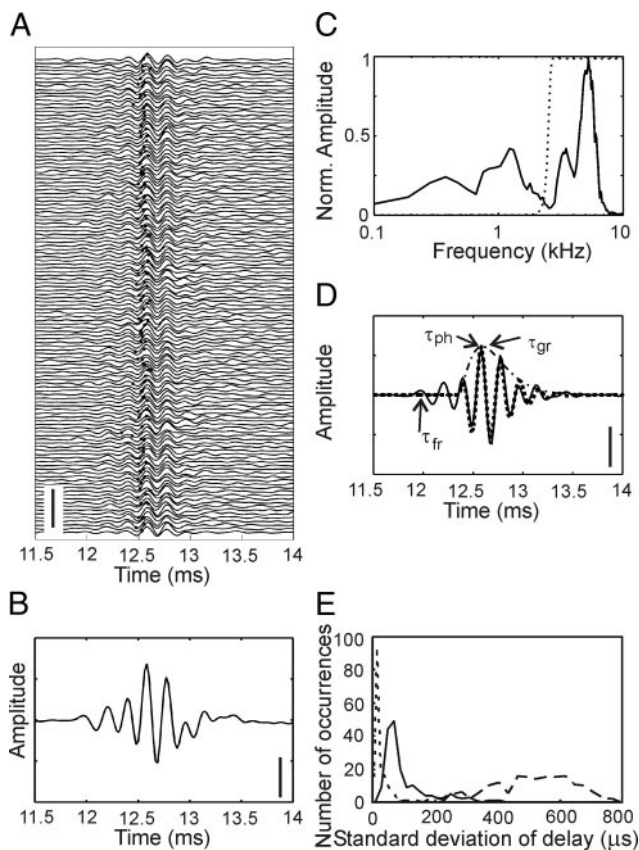 A
11.5 12 12.5 13 13.5 14
Time (ms)
B
Amplitude
11.5 12 12.5 13 13.5 14
Time (ms)
C
Norm. Amplitude
1
0.5
0
0.1 1 10
Frequency (kHz)
D
τph
τgr
τfr
Amplitude
11.5 12 12.5 13 13.5 14
Time (ms)
E
Number of occurrences
100
80
60
40
20
0
0 200 400 600 800
Standard deviation of delay (μs)